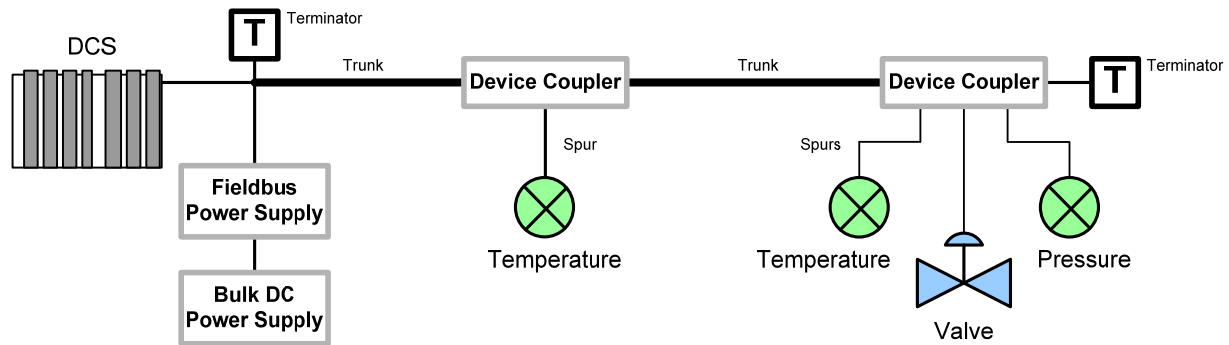 T
Terminator
DCS
Trunk
Device Coupler
Trunk
Device Coupler
T
Terminator
Spur
Spurs
Fieldbus
Power Supply
Temperature
Temperature
Pressure
Bulk DC
Power Supply
Valve